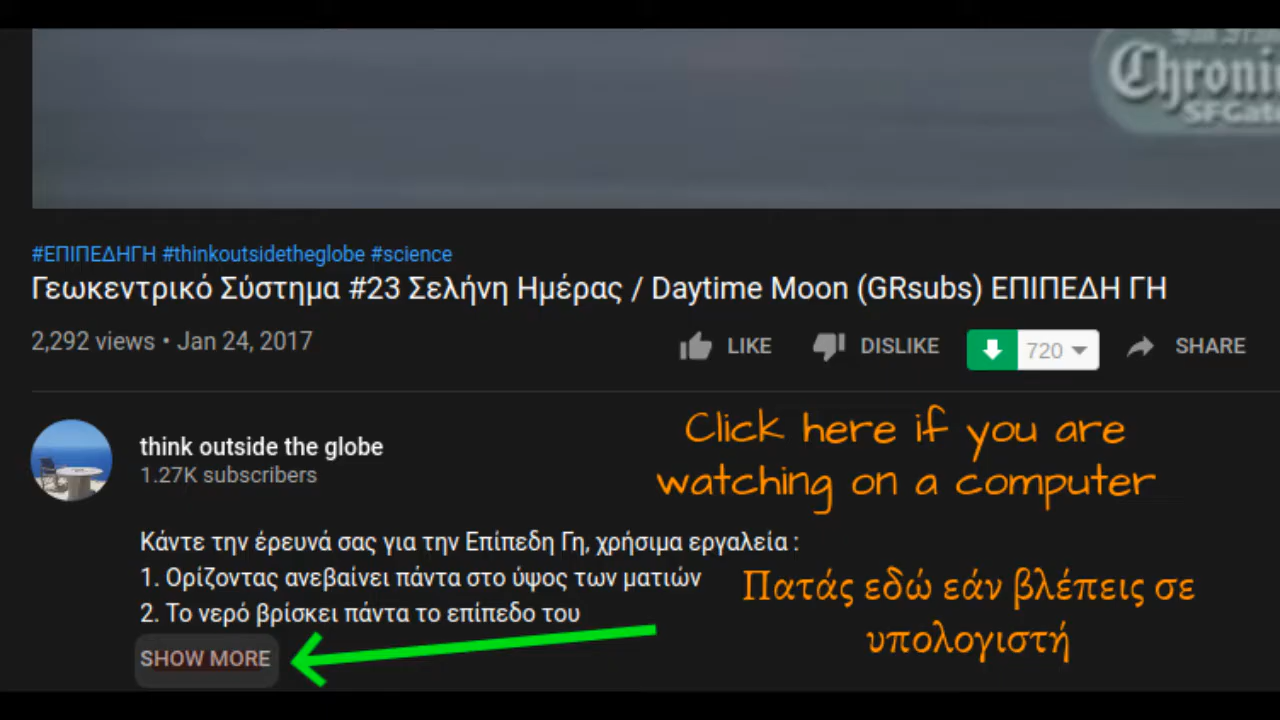 Chroni
SFGate
#ΕΠΙΠΕΔΗΓΗ #thinkoutsidetheglobe #science
Γεωκεντρικό Σύστημα #23 Σελήνη Ημέρας / Daytime Moon (GRsubs) ΕΠΙΠΕΔΗ ΓΗ
2,292 views • Jan 24, 2017
LIKE DISLIKE 720 SHARE
think outside the globe
1.27K subscribers
Click here if you are
watching on a computer
Κάντε την έρευνά σας για την Επίπεδη Γη, χρήσιμα εργαλεία :
1. Ορίζοντας ανεβαίνει πάντα στο ύψος των ματιών
2. Το νερό βρίσκει πάντα το επίπεδο του
Πατάς εδώ εάν βλέπεις σε
υπολογιστή
SHOW MORE